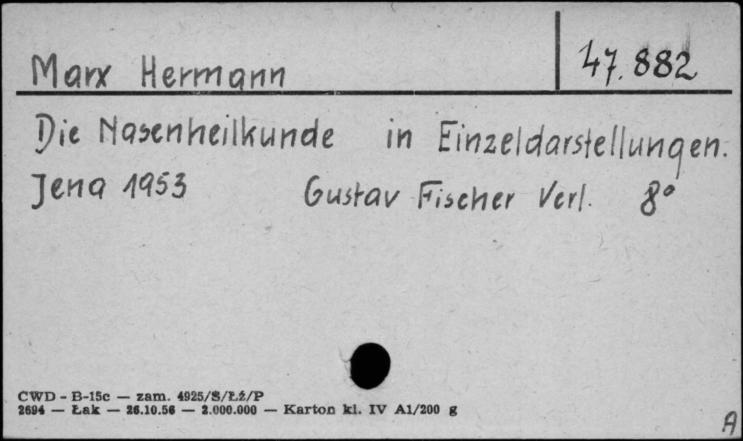 Marx Hermann
47.882
Die Nasenheilkunde in Einzeldarstellungen.
Jena 1953 Gustav Fischer Verl. 8°
CWD - B-15c — zam. 4925/S/ŁŻ/P
2694 — Łak — 26.10.56 — 2.000.000 — Karton kl. IV A1/200 g
A